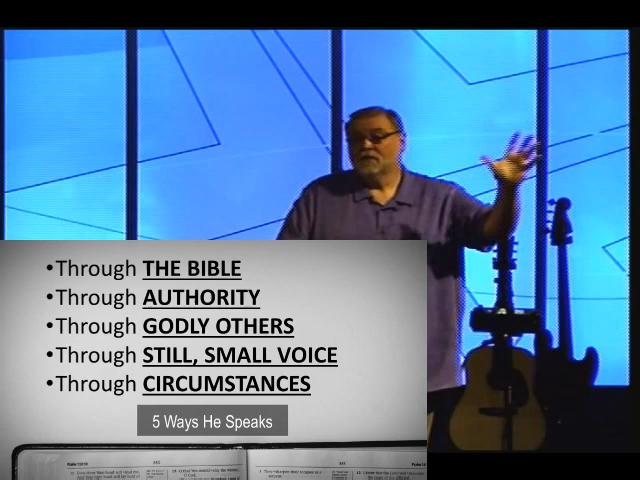 •Through THE BIBLE
•Through AUTHORITY
•Through GODLY OTHERS
•Through STILL, SMALL VOICE
•Through CIRCUMSTANCES
5 Ways He Speaks